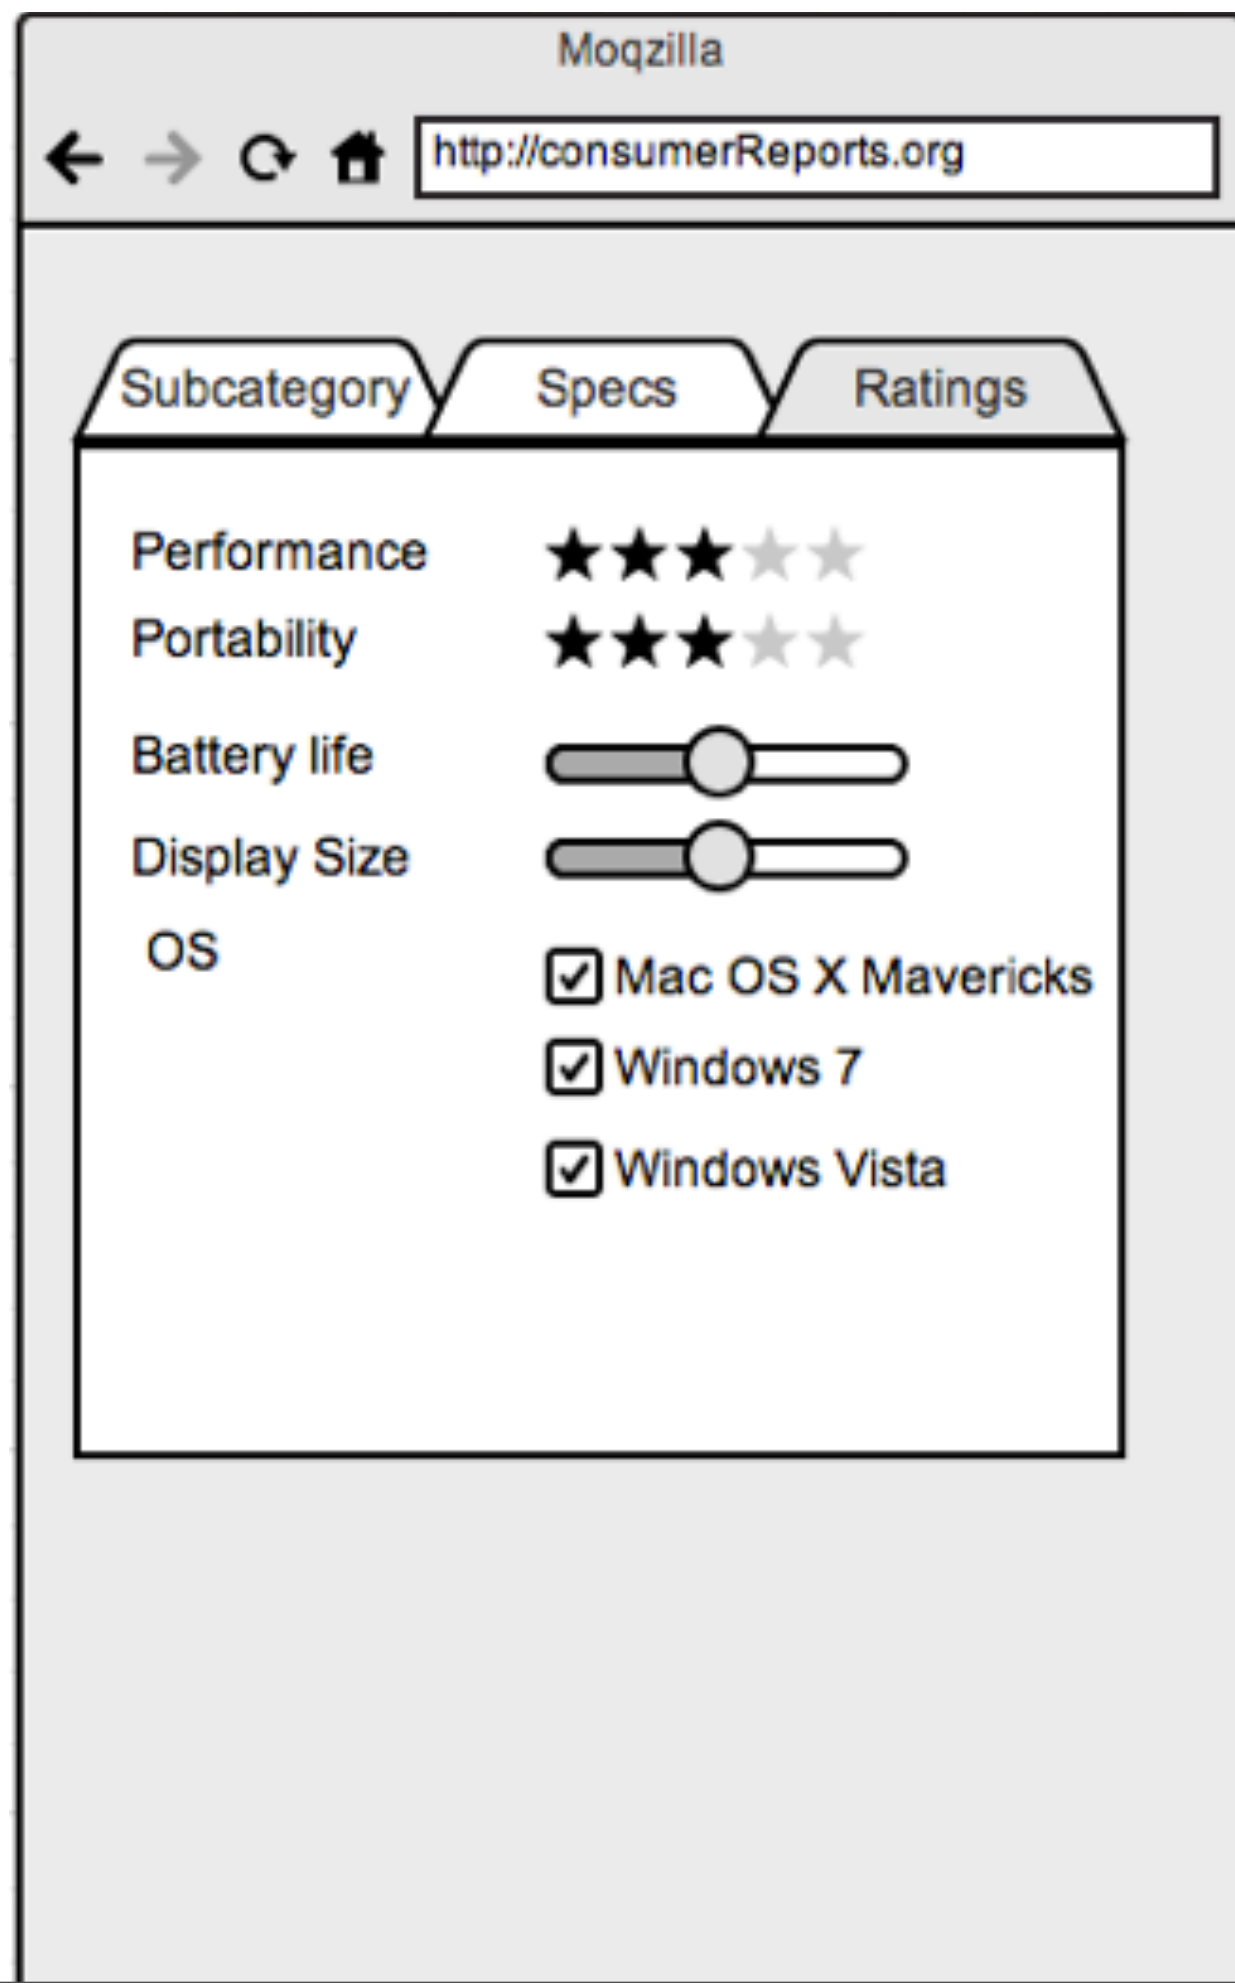 Moqzilla
http://consumerReports.org
Subcategory Specs Ratings
Performance
Portability
Battery life
Display Size
OS
Mac OS X Mavericks
Windows 7
Windows Vista